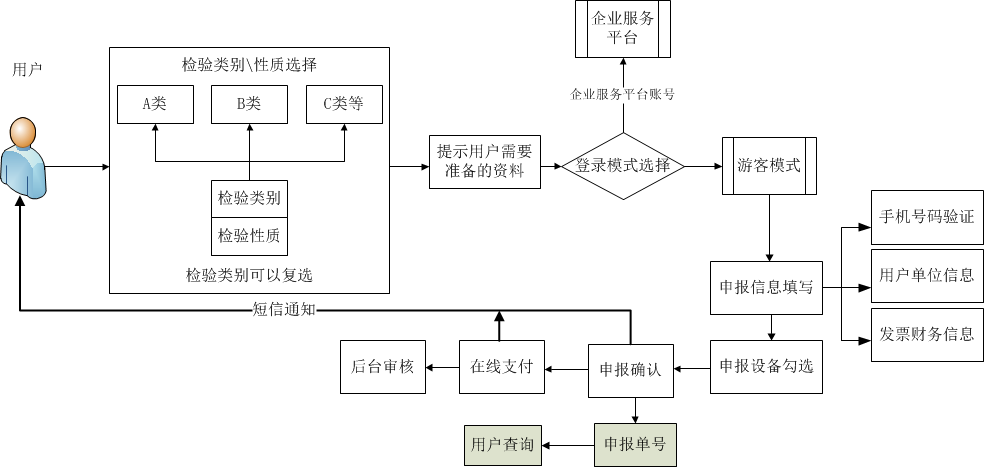 用户
检验类别\性质选择
A类
B类
C类等
检验类别
检验性质
检验类别可以复选
提示用户需要
准备的资料
企业服务
平台
企业服务平台账号
登录模式选择
游客模式
手机号码验证
用户单位信息
发票财务信息
申报信息填写
短信通知
后台审核
在线支付
申报确认
申报设备勾选
用户查询
申报单号